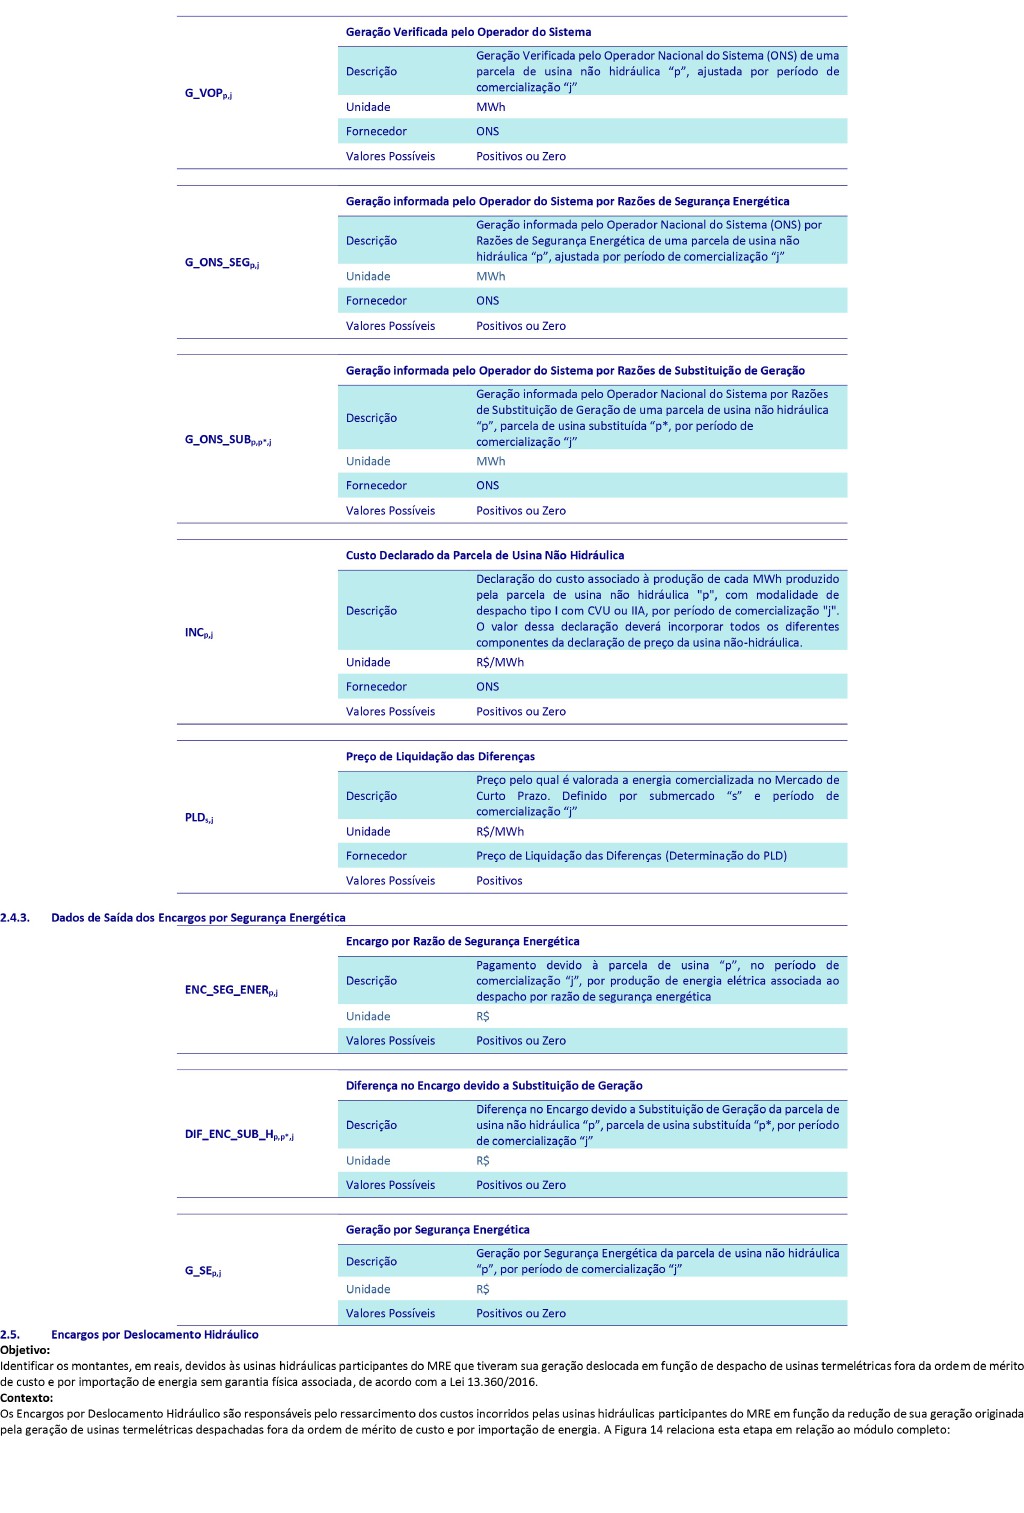 Geração Verificada pelo Operador do Sistema
G_VOPp,j
Descrição
Geração Verificada pelo Operador Nacional do Sistema (ONS) de uma
parcela de usina não hidráulica “p”, ajustada por período de
comercialização “j”
Unidade MWh
Fornecedor ONS
Valores Possíveis Positivos ou Zero
Geração informada pelo Operador do Sistema por Razões de Segurança Energética
G_ONS_SEGp,j
Descrição
Geração informada pelo Operador Nacional do Sistema (ONS) por
Razões de Segurança Energética de uma parcela de usina não
hidráulica “p”, ajustada por período de comercialização “j”
Unidade MWh
Fornecedor ONS
Valores Possíveis Positivos ou Zero
Geração informada pelo Operador do Sistema por Razões de Substituição de Geração
G_ONS_SUBp,p*,j
Descrição
Geração informada pelo Operador Nacional do Sistema por Razões
de Substituição de Geração de uma parcela de usina não hidráulica
“p”, parcela de usina substituída “p*, por período de
comercialização “j”
Unidade MWh
Fornecedor ONS
Valores Possíveis Positivos ou Zero
Custo Declarado da Parcela de Usina Não Hidráulica
INCp,j
Descrição
Declaração do custo associado à produção de cada MWh produzido
pela parcela de usina não hidráulica "p", com modalidade de
despacho tipo I com CVU ou IIA, por período de comercialização "j".
O valor dessa declaração deverá incorporar todos os diferentes
componentes da declaração de preço da usina não-hidráulica.
Unidade R$/MWh
Fornecedor ONS
Valores Possíveis Positivos ou Zero
Preço de Liquidação das Diferenças
PLDs,j
Descrição
Preço pelo qual é valorada a energia comercializada no Mercado de
Curto Prazo. Definido por submercado “s” e período de
comercialização “j”
Unidade R$/MWh
Fornecedor Preço de Liquidação das Diferenças (Determinação do PLD)
Valores Possíveis Positivos
2.4.3. Dados de Saída dos Encargos por Segurança Energética
Encargo por Razão de Segurança Energética
ENC_SEG_ENERp,j
Descrição
Pagamento devido à parcela de usina “p”, no período de
comercialização “j”, por produção de energia elétrica associada ao
despacho por razão de segurança energética
Unidade R$
Valores Possíveis Positivos ou Zero
Diferença no Encargo devido a Substituição de Geração
DIF_ENC_SUB_Hp,p*,j
Descrição
Diferença no Encargo devido a Substituição de Geração da parcela de
usina não hidráulica “p”, parcela de usina substituída “p*, por período
de comercialização “j”
Unidade R$
Valores Possíveis Positivos ou Zero
Geração por Segurança Energética
G_SEp,j
Descrição
Geração por Segurança Energética da parcela de usina não hidráulica
“p”, por período de comercialização “j”
Unidade R$
Valores Possíveis Positivos ou Zero
2.5. Encargos por Deslocamento Hidráulico
Objetivo:
Identificar os montantes, em reais, devidos às usinas hidráulicas participantes do MRE que tiveram sua geração deslocada em função de despacho de usinas termelétricas fora da ordem de mérito
de custo e por importação de energia sem garantia física associada, de acordo com a Lei 13.360/2016.
Contexto:
Os Encargos por Deslocamento Hidráulico são responsáveis pelo ressarcimento dos custos incorridos pelas usinas hidráulicas participantes do MRE em função da redução de sua geração originada
pela geração de usinas termelétricas despachadas fora da ordem de mérito de custo e por importação de energia. A Figura 14 relaciona esta etapa em relação ao módulo completo: